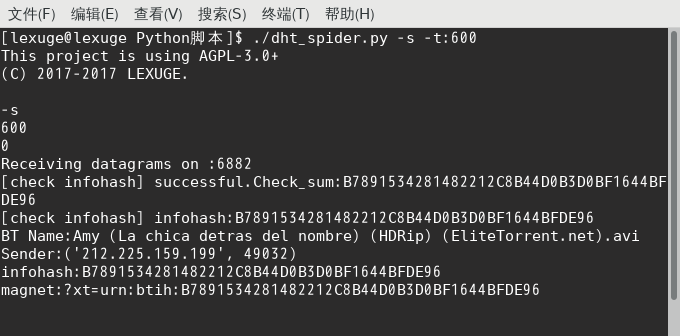 文件(F) 编辑(E) 查看(V) 搜索(S) 终端(T) 帮助(H)
[lexuge@lexuge Python脚本]$ ./dht_spider.py -s -t:600
This project is using AGPL-3.0+
(C) 2017-2017 LEXUGE.
-s
600
0
Receiving datagrams on :6882
[check infohash] successful.Check_sum:B7891534281482212C8B44D0B3D0BF1644BF
DE96
[check infohash] infohash:B7891534281482212C8B44D0B3D0BF1644BFDE96
BT Name:Amy (La chica detras del nombre) (HDRip) (EliteTorrent.net).avi
Sender:('212.225.159.199', 49032)
infohash:B7891534281482212C8B44D0B3D0BF1644BFDE96
magnet:?xt=urn:btih:B7891534281482212C8B44D0B3D0BF1644BFDE96